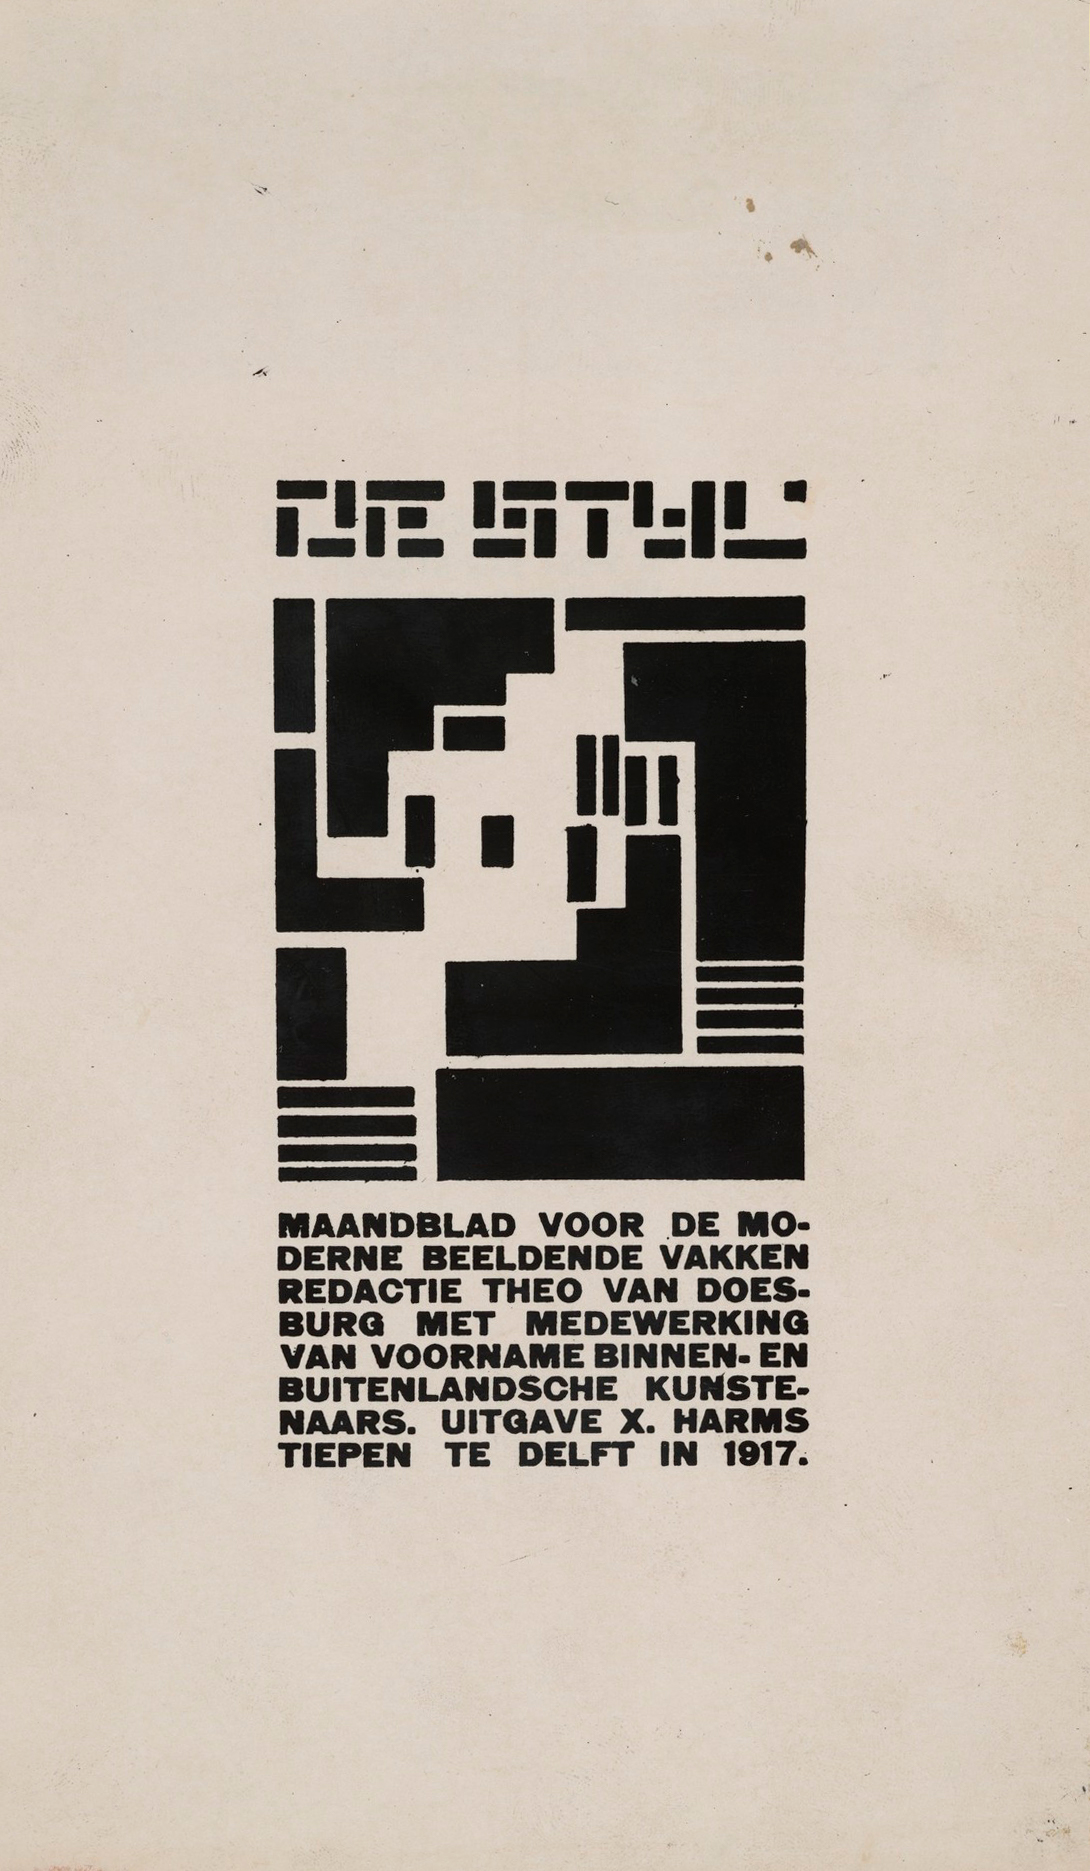 DE STYL
MAANDBLAD VOOR DE MO-
DERNE BEELDENDE VAKKEN
REDACTIE THEO VAN DOES-
BURG MET MEDEWERKING
VAN VOORNAME BINNEN- EN
BUITENLANDSCHE KUNSTE-
NAARS. UITGAVE X. HARMS
TIEPEN TE DELFT IN 1917.